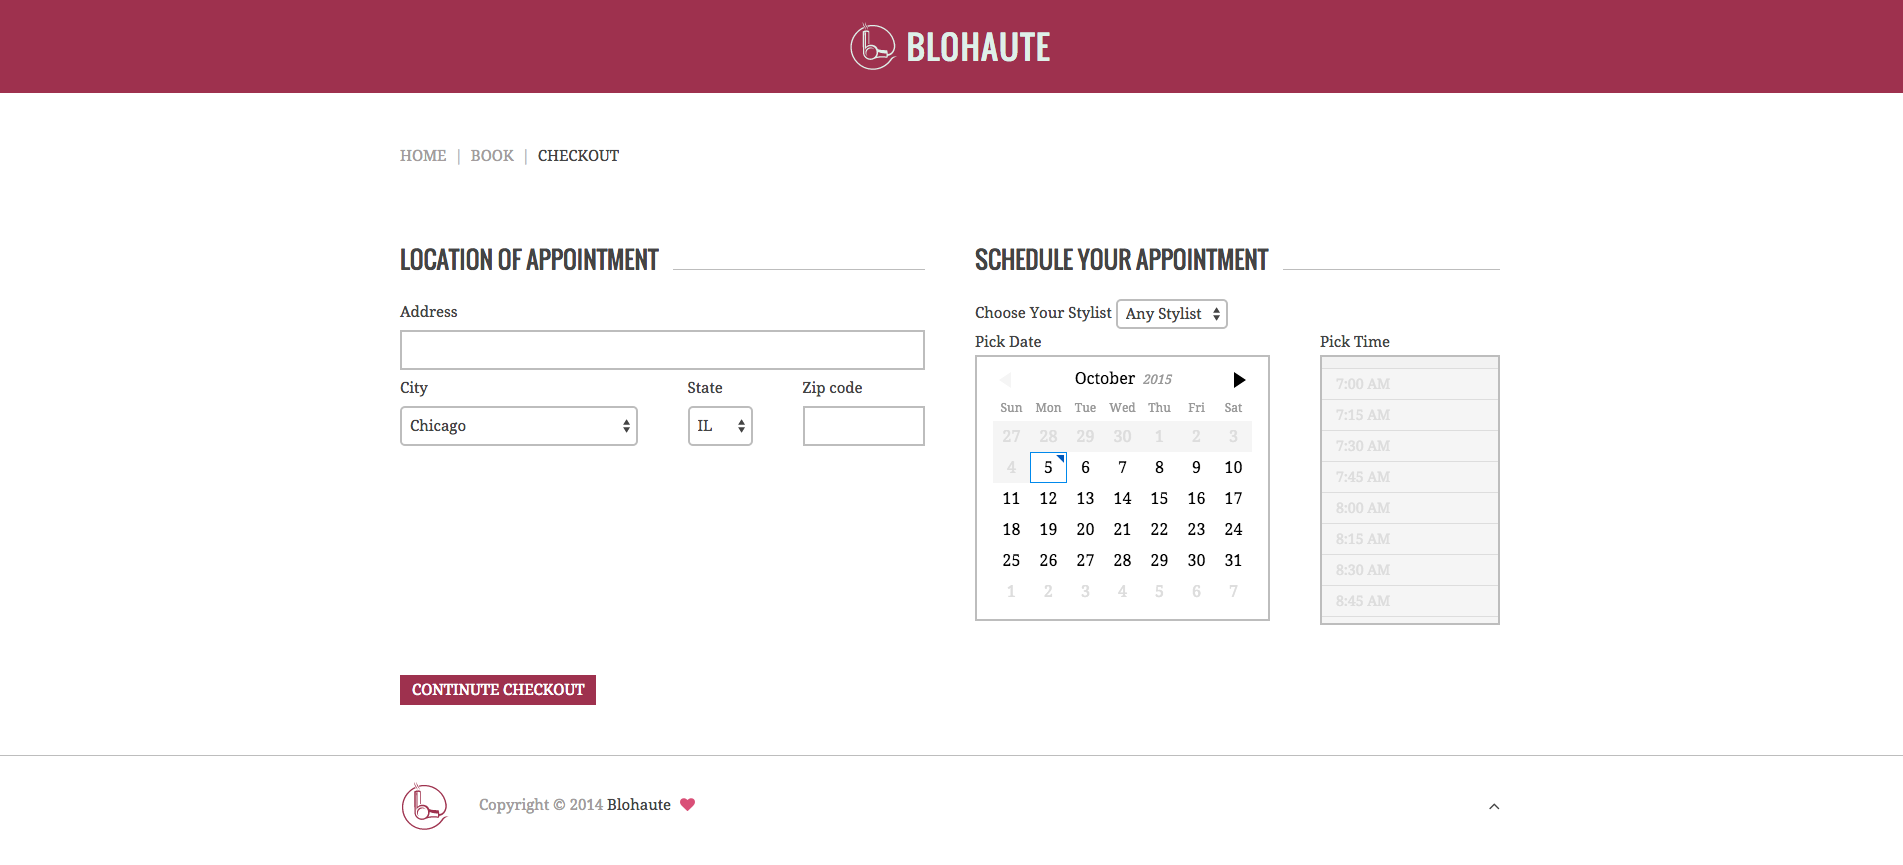 BLOHAUTE
HOME | BOOK | CHECKOUT
LOCATION OF APPOINTMENT
Address
City State Zip code
Chicago IL
SCHEDULE YOUR APPOINTMENT
Choose Your Stylist Any Stylist
Pick Date
October 2015
Sun Mon Tue Wed Thu Fri Sat
27 28 29 30 1 2 3
4 5 6 7 8 9 10
11 12 13 14 15 16 17
18 19 20 21 22 23 24
25 26 27 28 29 30 31
1 2 3 4 5 6 7
Pick Time
7:00 AM
7:15 AM
7:30 AM
7:45 AM
8:00 AM
8:15 AM
8:30 AM
8:45 AM
CONTINUTE CHECKOUT
Copyright © 2014 Blohaute